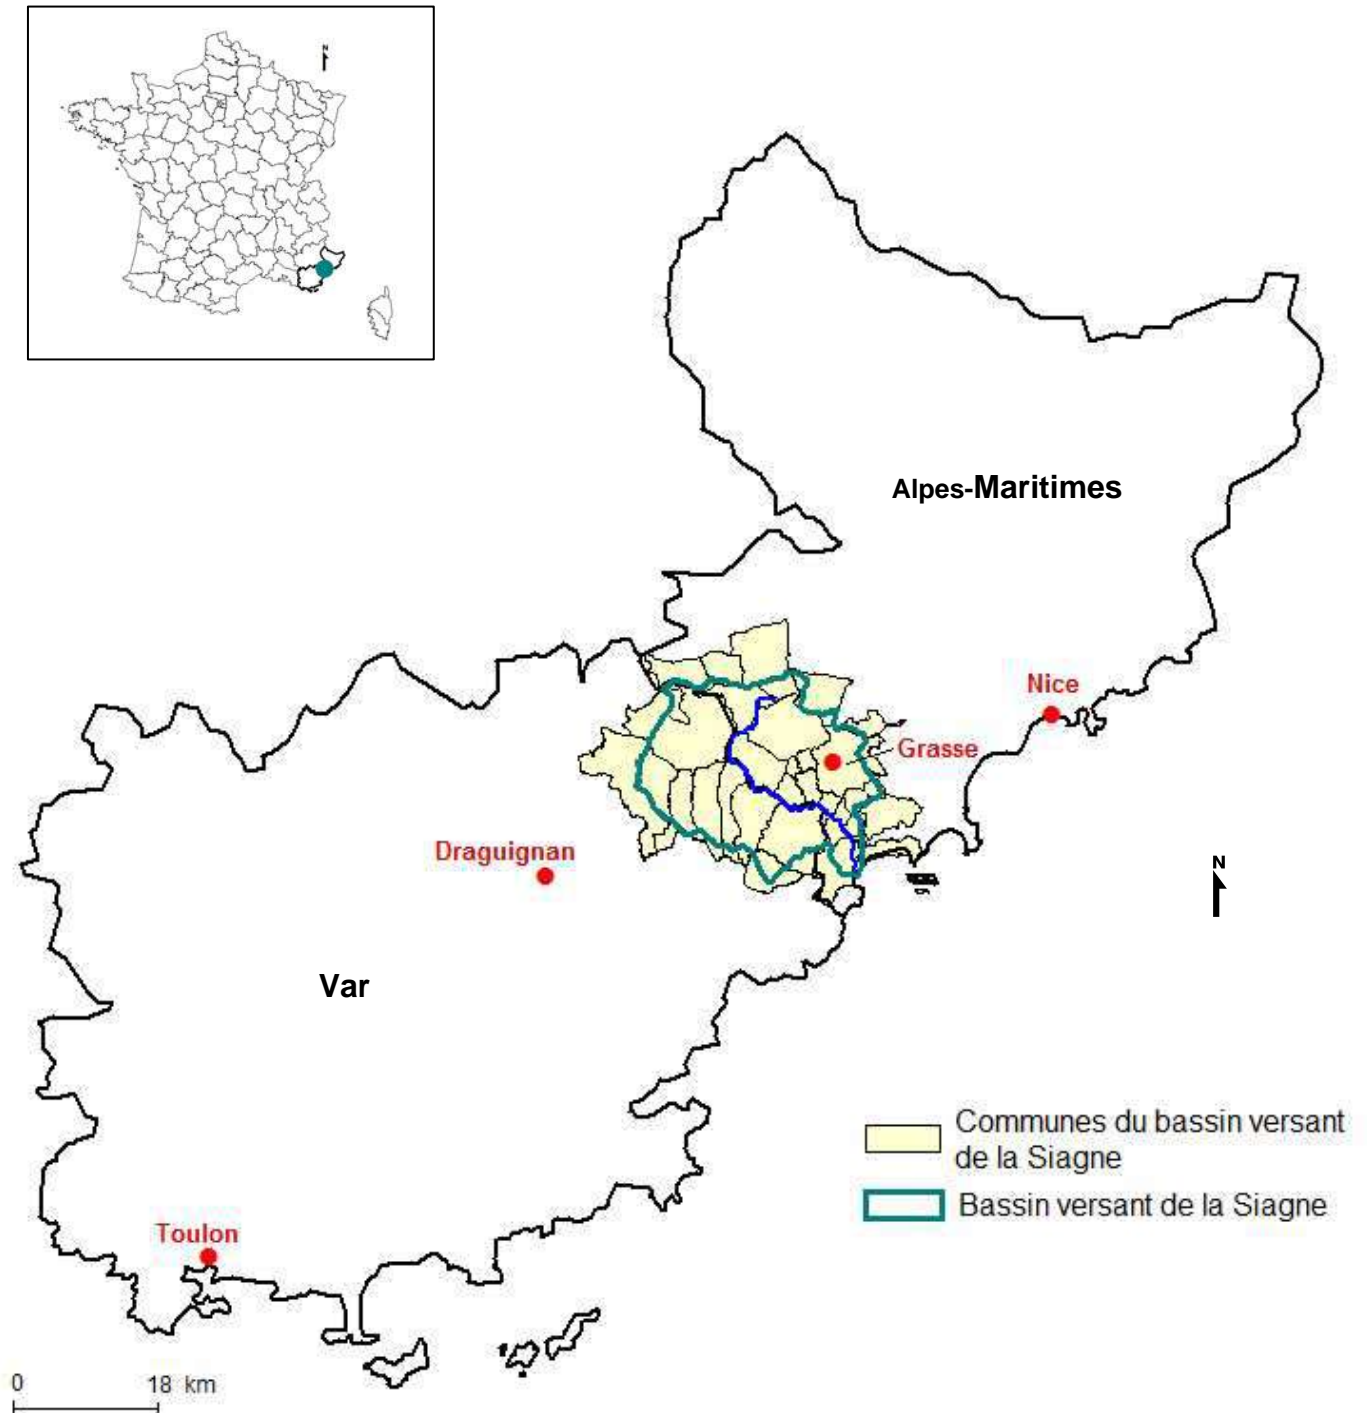 N
Alpes-Maritimes
Nice
Grasse
Draguignan
N
Var
Communes du bassin versant
de la Siagne
Bassin versant de la Siagne
Toulon
0 18 km